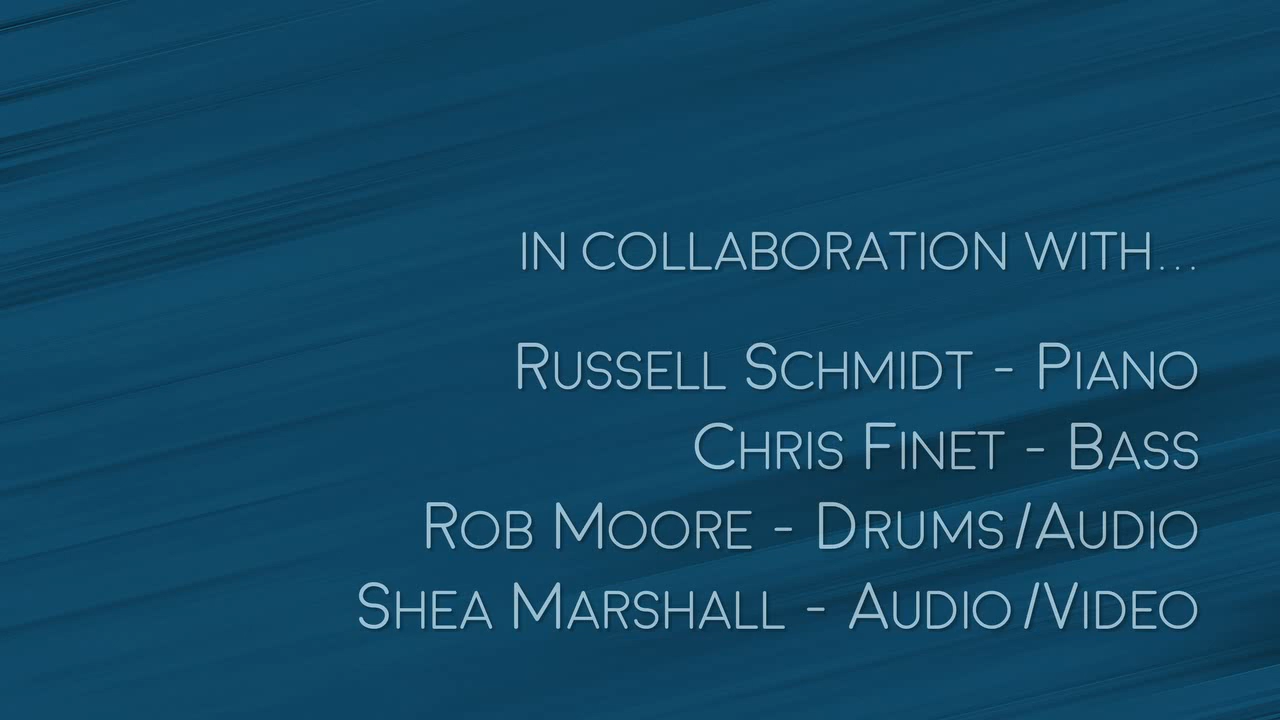 IN COLLABORATION WITH...
RUSSELL SCHMIDT - PIANO
CHRIS FINET - BASS
ROB MOORE - DRUMS/AUDIO
SHEA MARSHALL - AUDIO/VIDEO